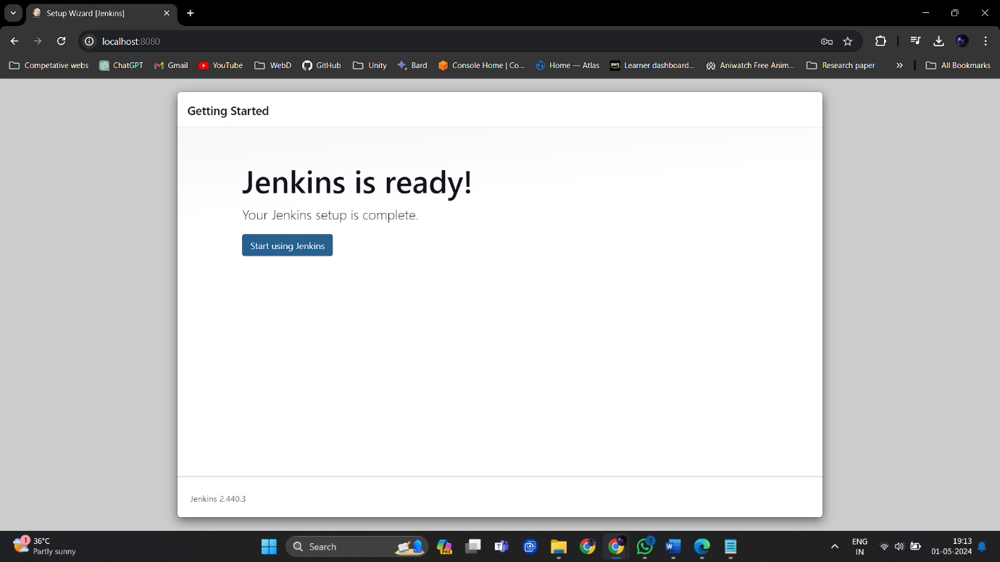 Setup Wizard [Jenkins]
localhost:8080
Competative webs
ChatGPT
Gmail
YouTube
WebD
GitHub
Unity
Bard
Console Home | Co...
Home — Atlas
aws
Learner dashboard...
Aniwatch Free Anim...
Research paper
All Bookmarks
Getting Started
Jenkins is ready!
Your Jenkins setup is complete.
Start using Jenkins
Jenkins 2.440.3
1
36°C
Partly sunny
Search
PRE
1
ENG
IN
19:13
01-05-2024